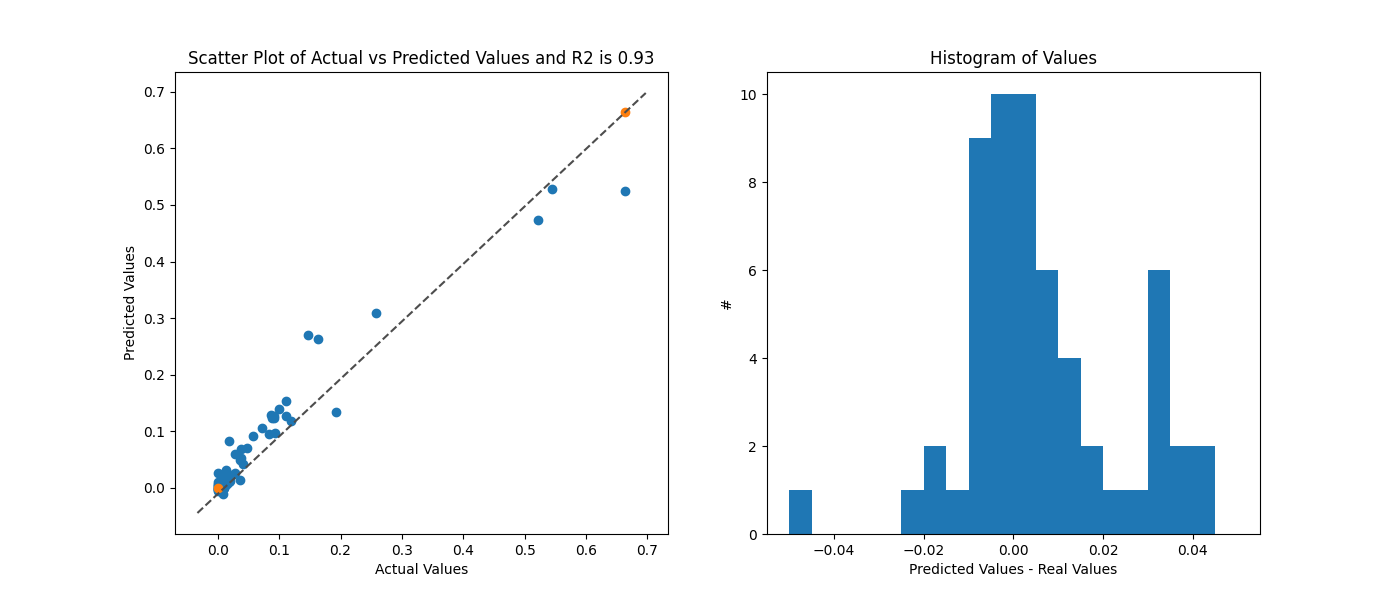 Scatter Plot of Actual vs Predicted Values and R2 is 0.93
0.7
0.6
0.5
0.4
0.3
0.2
0.1
0.0
Predicted Values
0.0 0.1 0.2 0.3 0.4 0.5 0.6 0.7
Actual Values
Histogram of Values
10
8
6
4
2
0
#
−0.04 −0.02 0.00 0.02 0.04
Predicted Values - Real Values